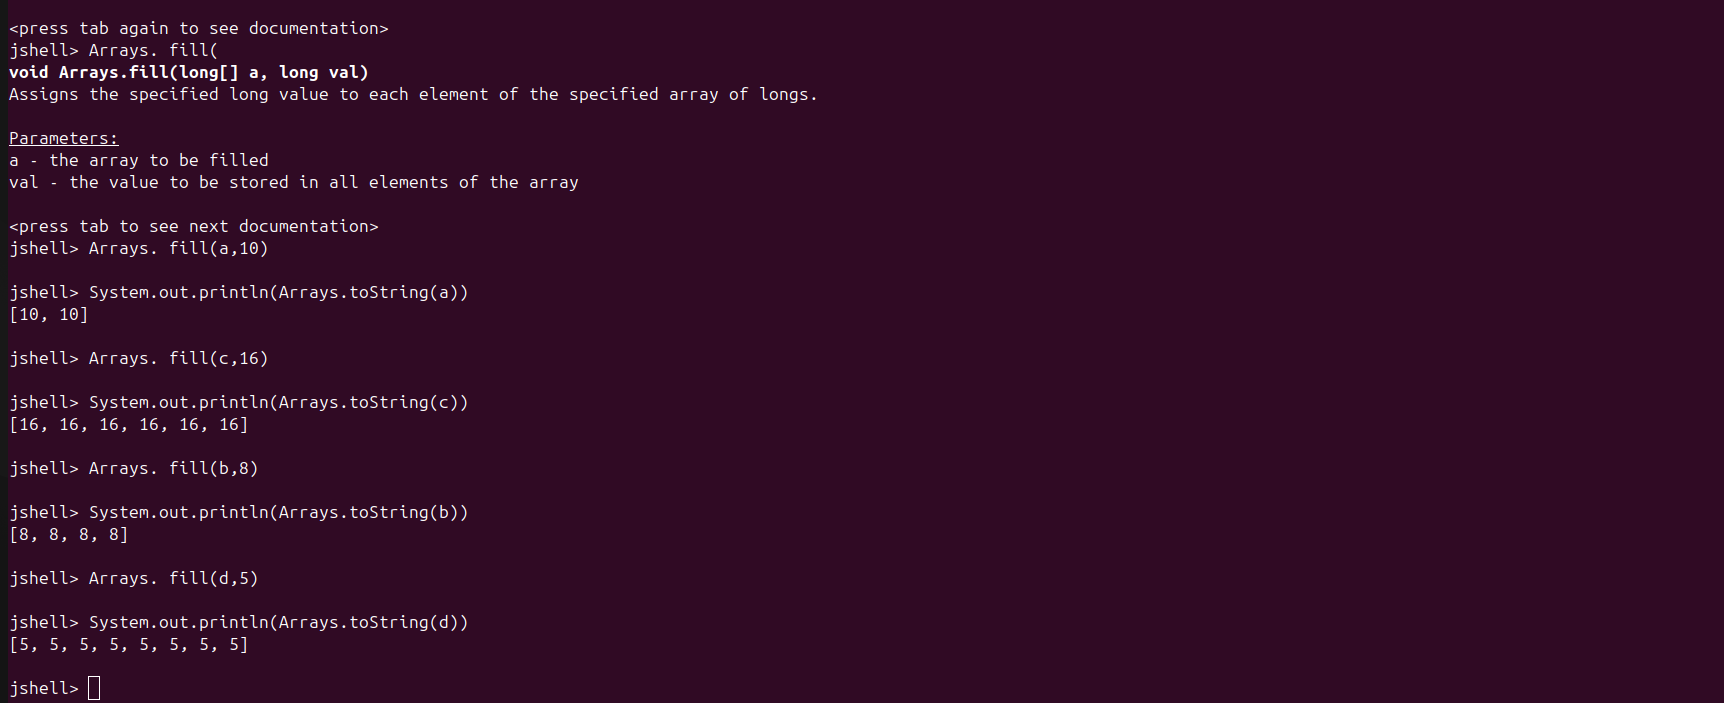 <press tab again to see documentation>
jshell> Arrays. fill(
void Arrays.fill(long[] a, long val)
Assigns the specified long value to each element of the specified array of longs.
Parameters:
a - the array to be filled
val - the value to be stored in all elements of the array
<press tab to see next documentation>
jshell> Arrays. fill(a,10)
jshell> System.out.println(Arrays.toString(a))
[10, 10]
jshell> Arrays. fill(c,16)
jshell> System.out.println(Arrays.toString(c))
[16, 16, 16, 16, 16, 16]
jshell> Arrays. fill(b,8)
jshell> System.out.println(Arrays.toString(b))
[8, 8, 8, 8]
jshell> Arrays. fill(d,5)
jshell> System.out.println(Arrays.toString(d))
[5, 5, 5, 5, 5, 5, 5, 5]
jshell>